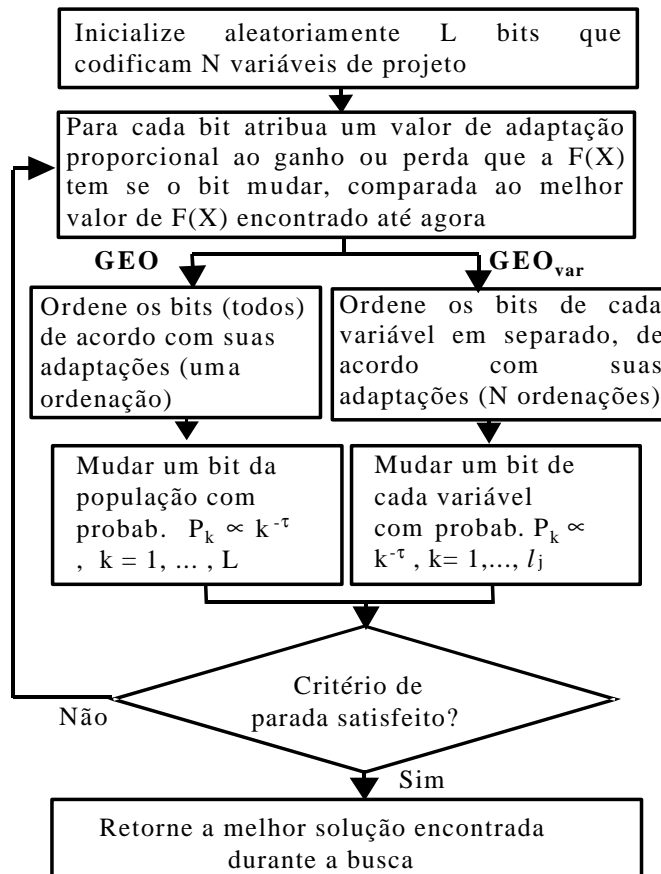 Inicialize aleatoriamente L bits que
codificam N variáveis de projeto
Para cada bit atribua um valor de adaptação
proporcional ao ganho ou perda que a F(X)
tem se o bit mudar, comparada ao melhor
valor de F(X) encontrado até agora
GEO
GEOvar
Ordene os bits (todos)
de acordo com suas
adaptações (uma
ordenação)
Ordene os bits de cada
variável em separado, de
acordo com suas
adaptações (N ordenações)
Mudar um bit da
população com
probab. Pk ∝ k-τ
, k = 1, ... , L
Mudar um bit de
cada variável
com probab. Pk ∝
k-τ , k= 1,..., lj
Critério de
parada satisfeito?
Não
Sim
Retorne a melhor solução encontrada
durante a busca